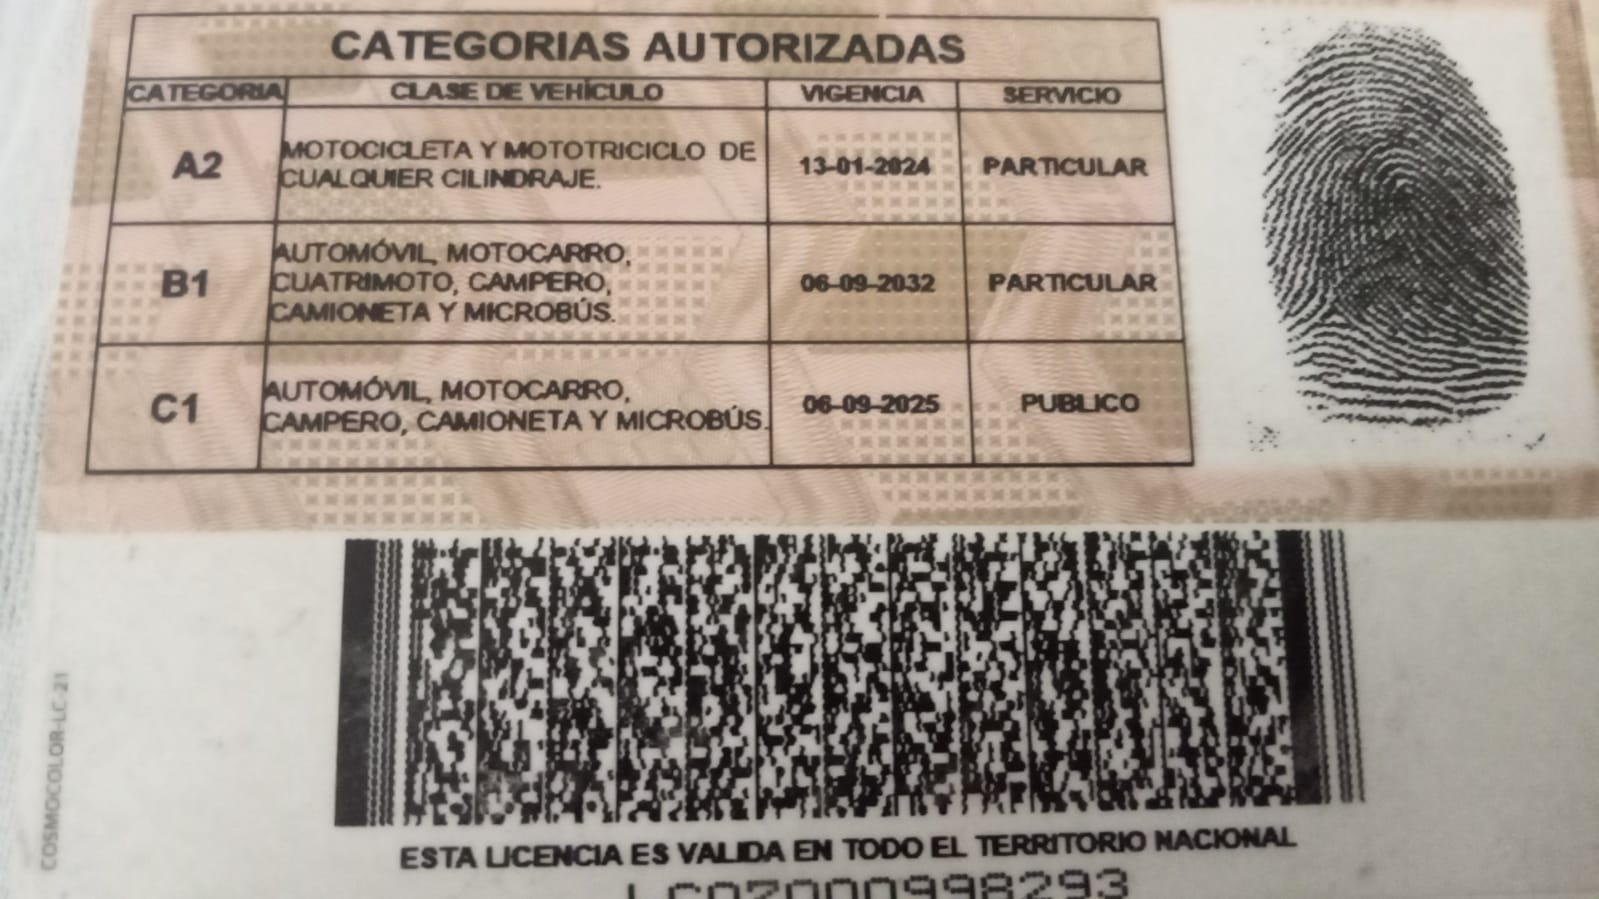 CATEGORIAS AUTORIZADAS
CATEGORIA CLASE DE VEHÍCULO VIGENCIA SERVICIO
A2 MOTOCICLETA Y MOTOTRICICLO DE CUALQUIER CILINDRAJE. 13-01-2024 PARTICULAR
B1 AUTOMÓVIL, MOTOCARRO, CUATRIMOTO, CAMPERO, CAMIONETA Y MICROBÚS. 06-09-2032 PARTICULAR
C1 AUTOMÓVIL, MOTOCARRO, CAMPERO, CAMIONETA Y MICROBÚS. 06-09-2025 PUBLICO
COSMOCOLOR-LC-21
ESTA LICENCIA ES VALIDA EN TODO EL TERRITORIO NACIONAL